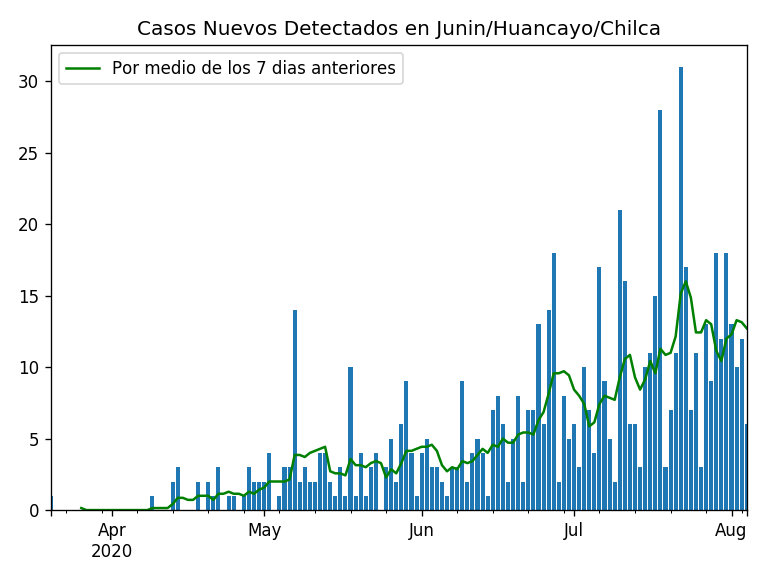 Casos Nuevos Detectados en Junin/Huancayo/Chilca
Por medio de los 7 dias anteriores
30
25
20
15
10
5
0
Apr
2020
May
Jun
Jul
Aug